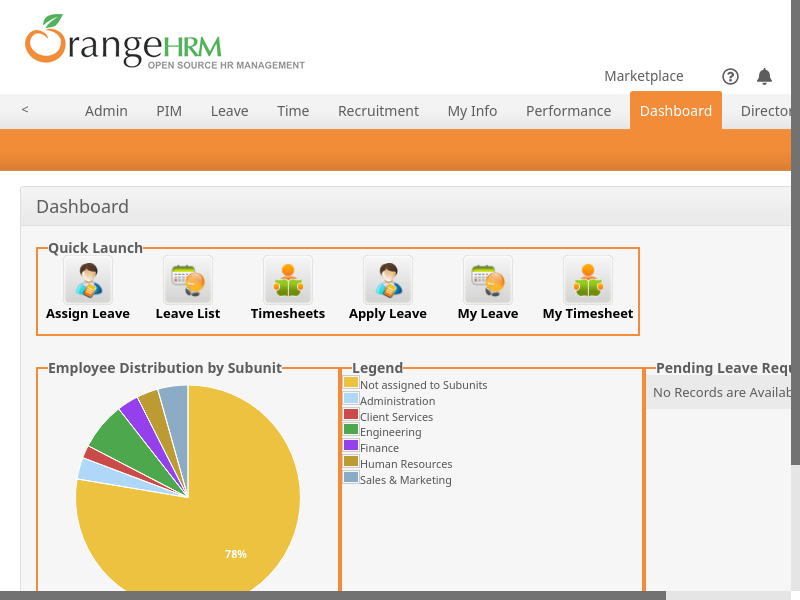 OrangeHRM
OPEN SOURCE HR MANAGEMENT
Marketplace
<
Admin PIM Leave Time Recruitment My Info Performance Dashboard Director
Dashboard
Quick Launch
Assign Leave Leave List Timesheets Apply Leave My Leave My Timesheet
Employee Distribution by Subunit Legend Pending Leave Requ
Not assigned to Subunits
No Records are Availab
Administration
Client Services
Engineering
Finance
Human Resources
Sales & Marketing
78%